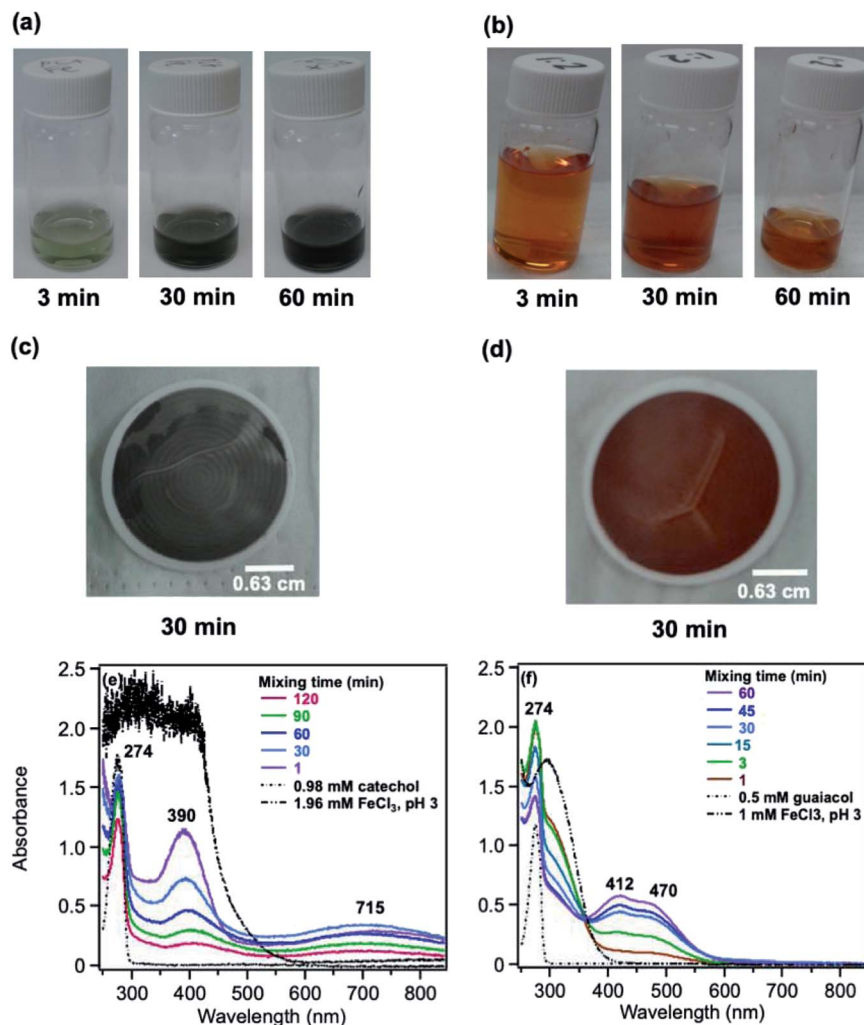 (a)
(b)
3 min
30 min
60 min
3 min
30 min
60 min
(c)
(d)
0.63 cm
0.63 cm
30 min
30 min
(e)
Absorbance
2.5
2.0
1.5
1.0
0.5
0
274
390
715
Mixing time (min)
120
90
60
30
1
0.98 mM catechol
1.96 mM FeCl₃, pH 3
300 400 500 600 700 800
Wavelength (nm)
(f)
2.5
2.0
1.5
1.0
0.5
0.0
274
412
470
Mixing time (min)
60
45
30
15
3
1
0.5 mM guaiacol
1 mM FeCl3, pH 3
300 400 500 600 700 800
Wavelength (nm)